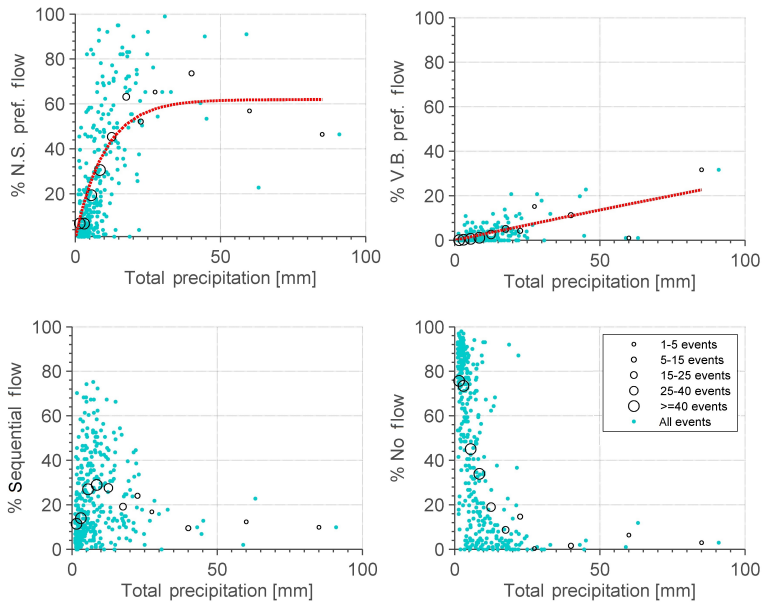 % N.S. pref. flow
100
80
60
40
20
0
50
100
Total precipitation [mm]
% V.B. pref. flow
100
80
60
40
20
0
0
50
100
Total precipitation [mm]
% Sequential flow
100
80
60
40
20
0
0
50
100
Total precipitation [mm]
% No flow
100
80
60
40
20
0
0
50
100
Total precipitation [mm]
1-5 events
5-15 events
15-25 events
25-40 events
>=40 events
All events